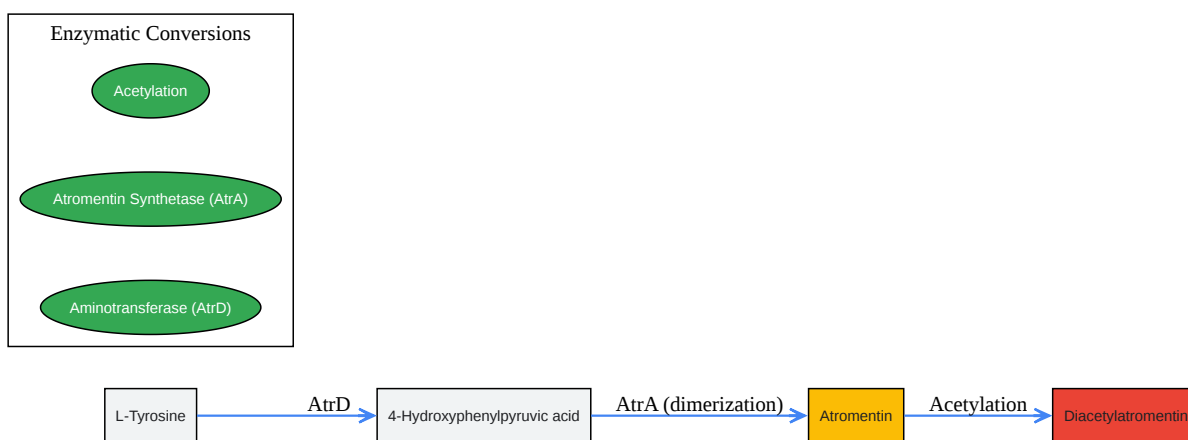 Enzymatic Conversions
Acetylation
Atromentin Synthetase (AtrA)
Aminotransferase (AtrD)
L-Tyrosine
AtrD
4-Hydroxyphenylpyruvic acid
AtrA (dimerization)
Atromentin
Acetylation
Diacetylatromentin